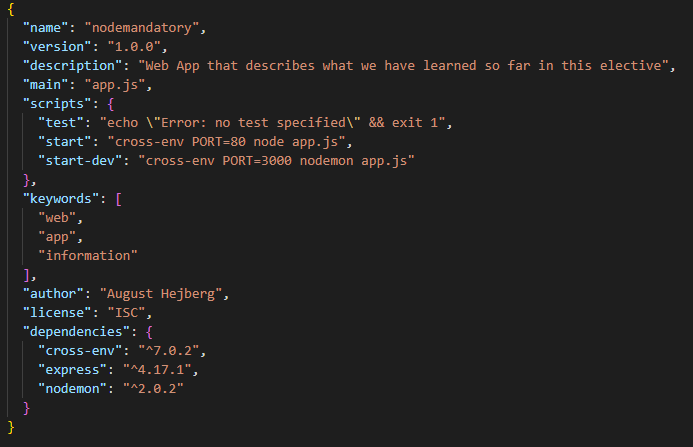 {
  "name": "nodemandatory",
  "version": "1.0.0",
  "description": "Web App that describes what we have learned so far in this elective",
  "main": "app.js",
  "scripts": {
    "test": "echo \"Error: no test specified\" && exit 1",
    "start": "cross-env PORT=80 node app.js",
    "start-dev": "cross-env PORT=3000 nodemon app.js"
  },
  "keywords": [
    "web",
    "app",
    "information"
  ],
  "author": "August Hejberg",
  "license": "ISC",
  "dependencies": {
    "cross-env": "^7.0.2",
    "express": "^4.17.1",
    "nodemon": "^2.0.2"
  }
}